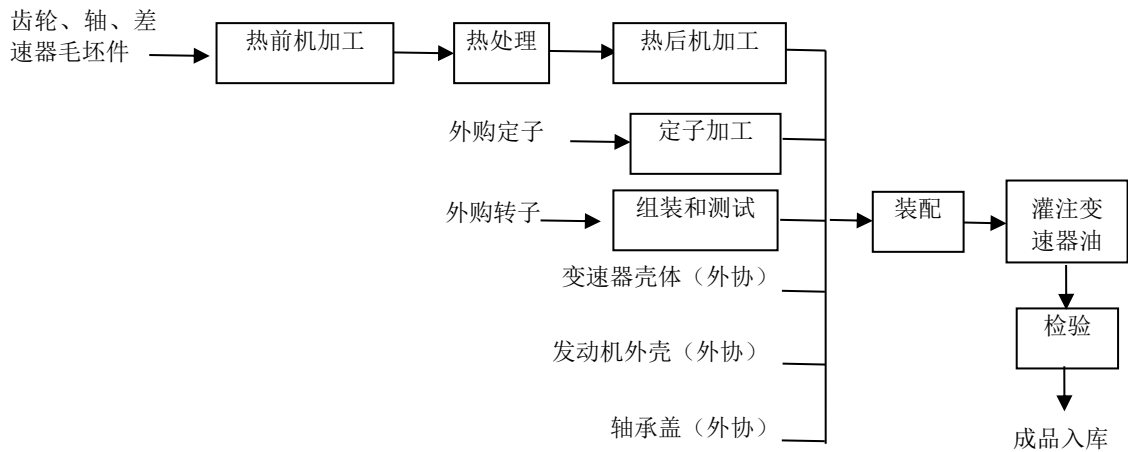 齿轮、轴、差
速器毛坯件
热前机加工
热处理
热后机加工
外购定子
定子加工
外购转子
组装和测试
装配
灌注变
速器油
变速器壳体（外协）
检验
发动机外壳（外协）
轴承盖（外协）
成品入库